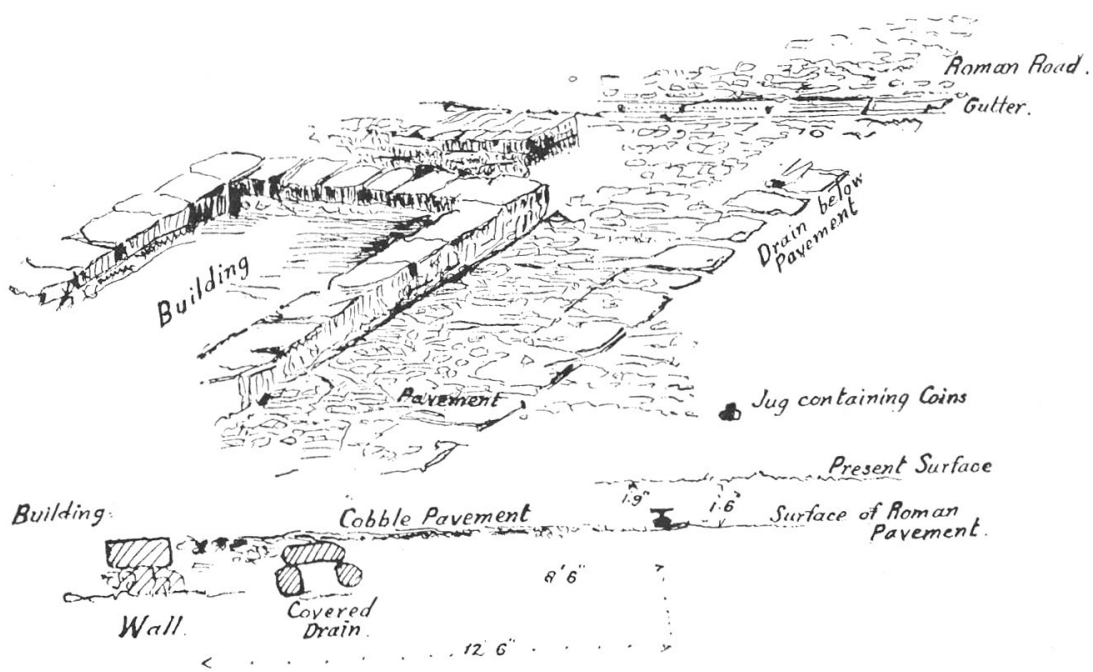 Roman Road.
Gutter.
Drain below
Pavement
Building
Pavement
Jug containing Coins
Present Surface
Building.
Cobble Pavement
1.9"
1.6"
Surface of Roman
Pavement.
8' 6"
Covered
Drain.
Wall.
12' 6"